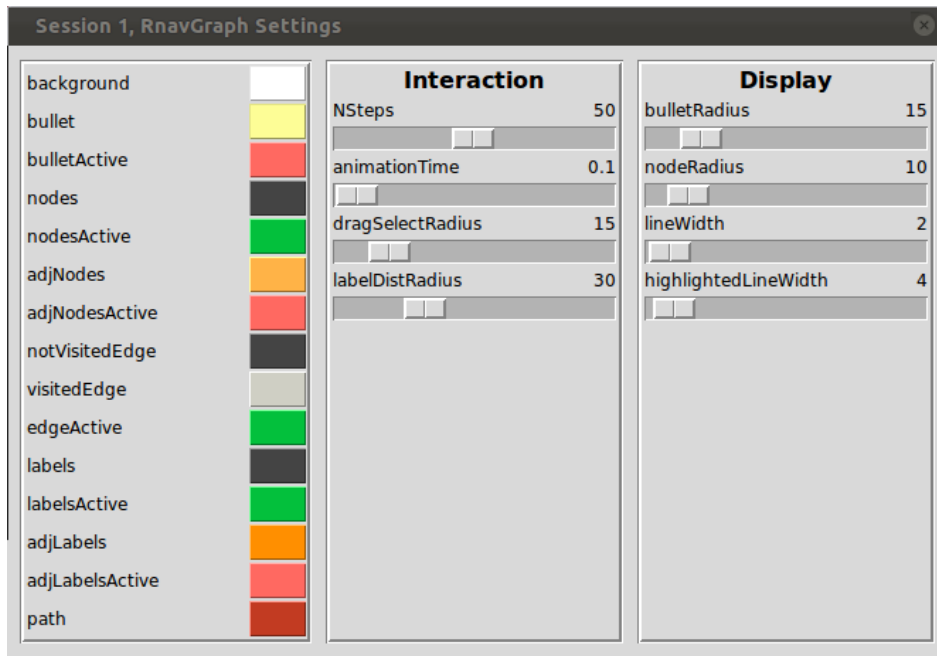 Session 1, RnavGraph Settings
background
bullet
bulletActive
nodes
nodesActive
adjNodes
adjNodesActive
notVisitedEdge
visitedEdge
edgeActive
labels
labelsActive
adjLabels
adjLabelsActive
path
Interaction
NSteps 50
animationTime 0.1
dragSelectRadius 15
labelDistRadius 30
Display
bulletRadius 15
nodeRadius 10
lineWidth 2
highlightedLineWidth 4